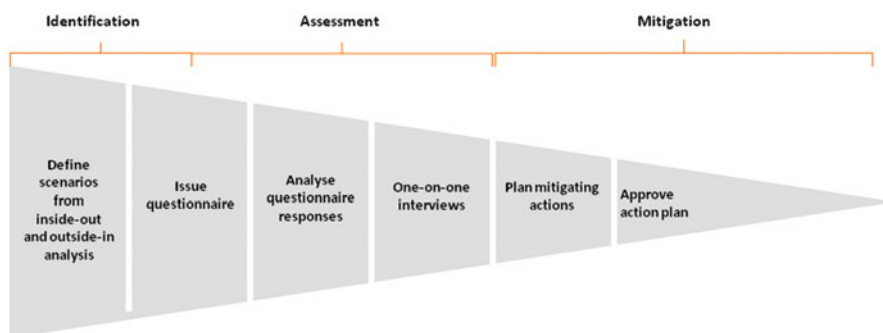 Identification
Assessment
Mitigation
Define
scenarios
from
inside-out
and outside-in
analysis
Issue
questionnaire
Analyse
questionnaire
responses
One-on-one
interviews
Plan mitigating
actions
Approve
action plan